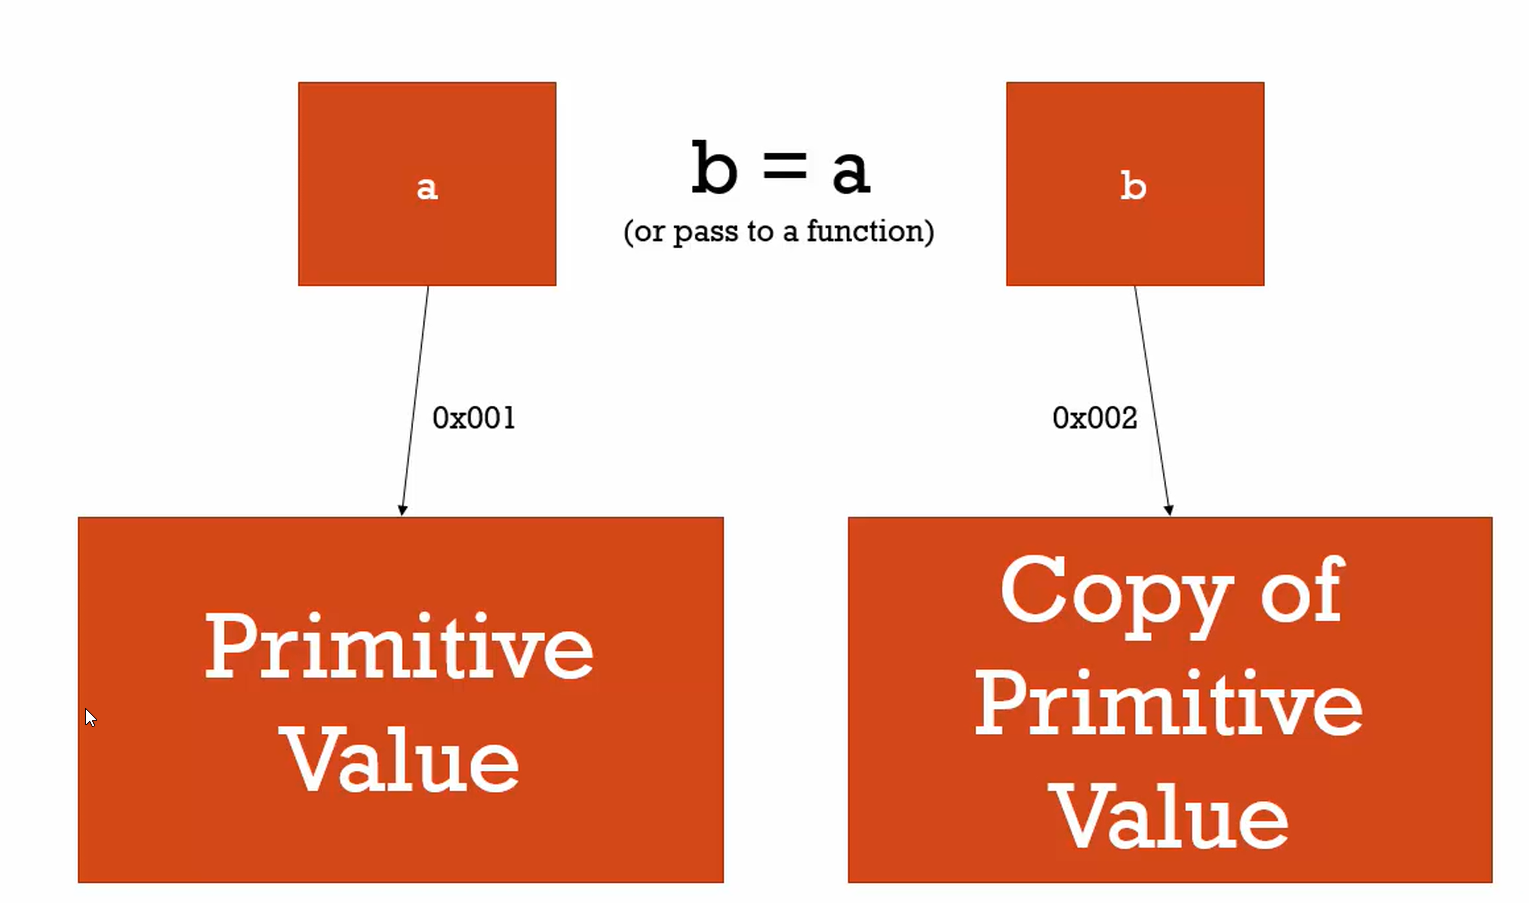 a
b = a
(or pass to a function)
b
0x001
0x002
Primitive
Value
Copy of
Primitive
Value